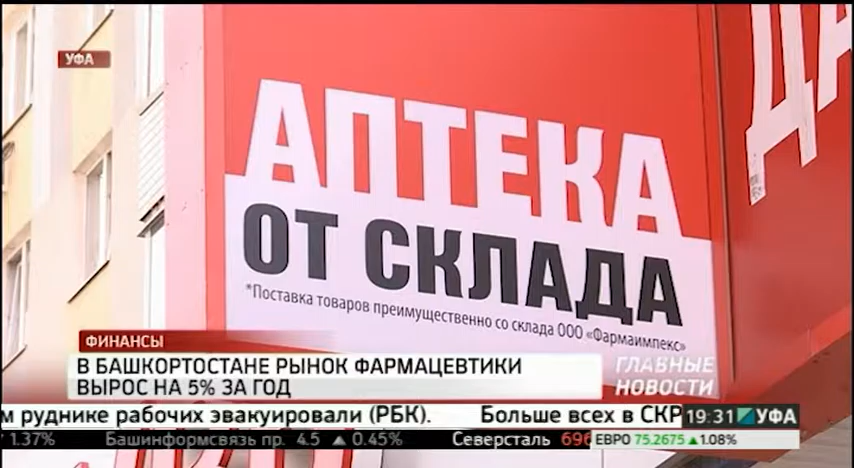 УФА
АПТЕКА
ОТ СКЛАДА
*Поставка товаров преимущественно со склада ООО «Фармаимпекс»
ФИНАНСЫ
В БАШКОРТОСТАНЕ РЫНОК ФАРМАЦЕВТИКИ
ВЫРОС НА 5% ЗА ГОД
ГЛАВНЫЕ
НОВОСТИ
м руднике рабочих эвакуировали (РБК). Больше всех в СКР
19:31 УФА
1.37% Башинформсвязь пр. 4.5 ▲ 0.45% Северсталь 696
ЕВРО 75.2675 ▲ 1.08%